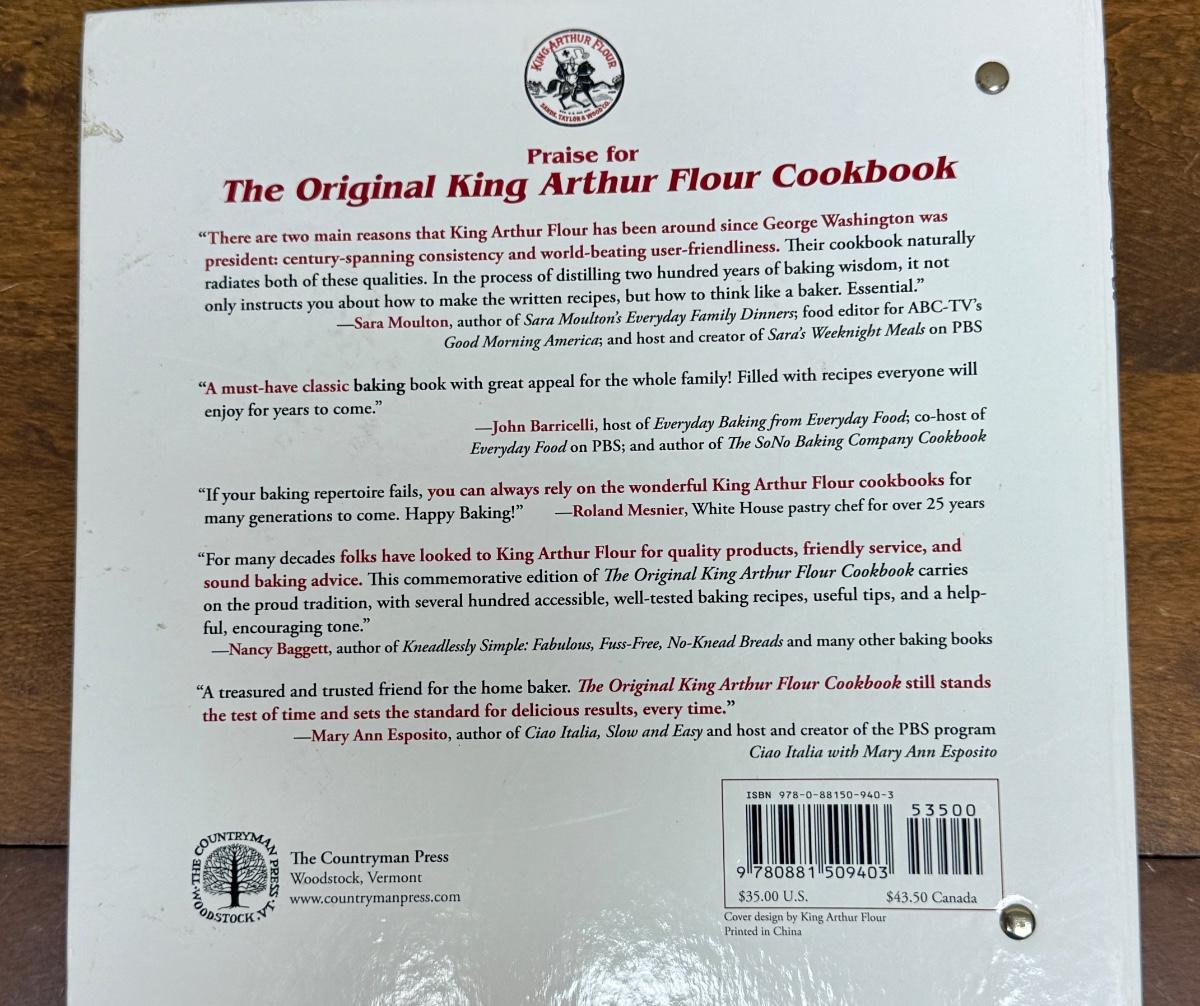 KING ARTHUR FLOUR
SANDS, TAYLOR & WOOD CO.
Praise for
The Original King Arthur Flour Cookbook
“There are two main reasons that King Arthur Flour has been around since George Washington was
president: century-spanning consistency and world-beating user-friendliness. Their cookbook naturally
radiates both of these qualities. In the process of distilling two hundred years of baking wisdom, it not
only instructs you about how to make the written recipes, but how to think like a baker. Essential.”
—Sara Moulton, author of Sara Moulton’s Everyday Family Dinners; food editor for ABC-TV’s
Good Morning America; and host and creator of Sara’s Weeknight Meals on PBS
“A must-have classic baking book with great appeal for the whole family! Filled with recipes everyone will
enjoy for years to come.”
—John Barricelli, host of Everyday Baking from Everyday Food; co-host of
Everyday Food on PBS; and author of The SoNo Baking Company Cookbook
“If your baking repertoire fails, you can always rely on the wonderful King Arthur Flour cookbooks for
many generations to come. Happy Baking!” —Roland Mesnier, White House pastry chef for over 25 years
“For many decades folks have looked to King Arthur Flour for quality products, friendly service, and
sound baking advice. This commemorative edition of The Original King Arthur Flour Cookbook carries
on the proud tradition, with several hundred accessible, well-tested baking recipes, useful tips, and a help-
ful, encouraging tone.”
—Nancy Baggett, author of Kneadlessly Simple: Fabulous, Fuss-Free, No-Knead Breads and many other baking books
“A treasured and trusted friend for the home baker. The Original King Arthur Flour Cookbook still stands
the test of time and sets the standard for delicious results, every time.”
—Mary Ann Esposito, author of Ciao Italia, Slow and Easy and host and creator of the PBS program
Ciao Italia with Mary Ann Esposito
THE COUNTRYMAN PRESS
WOODSTOCK VT.
The Countryman Press
Woodstock, Vermont
www.countrymanpress.com
ISBN 978-0-88150-940-3
53500
9 780881 509403
$35.00 U.S. $43.50 Canada
Cover design by King Arthur Flour
Printed in China